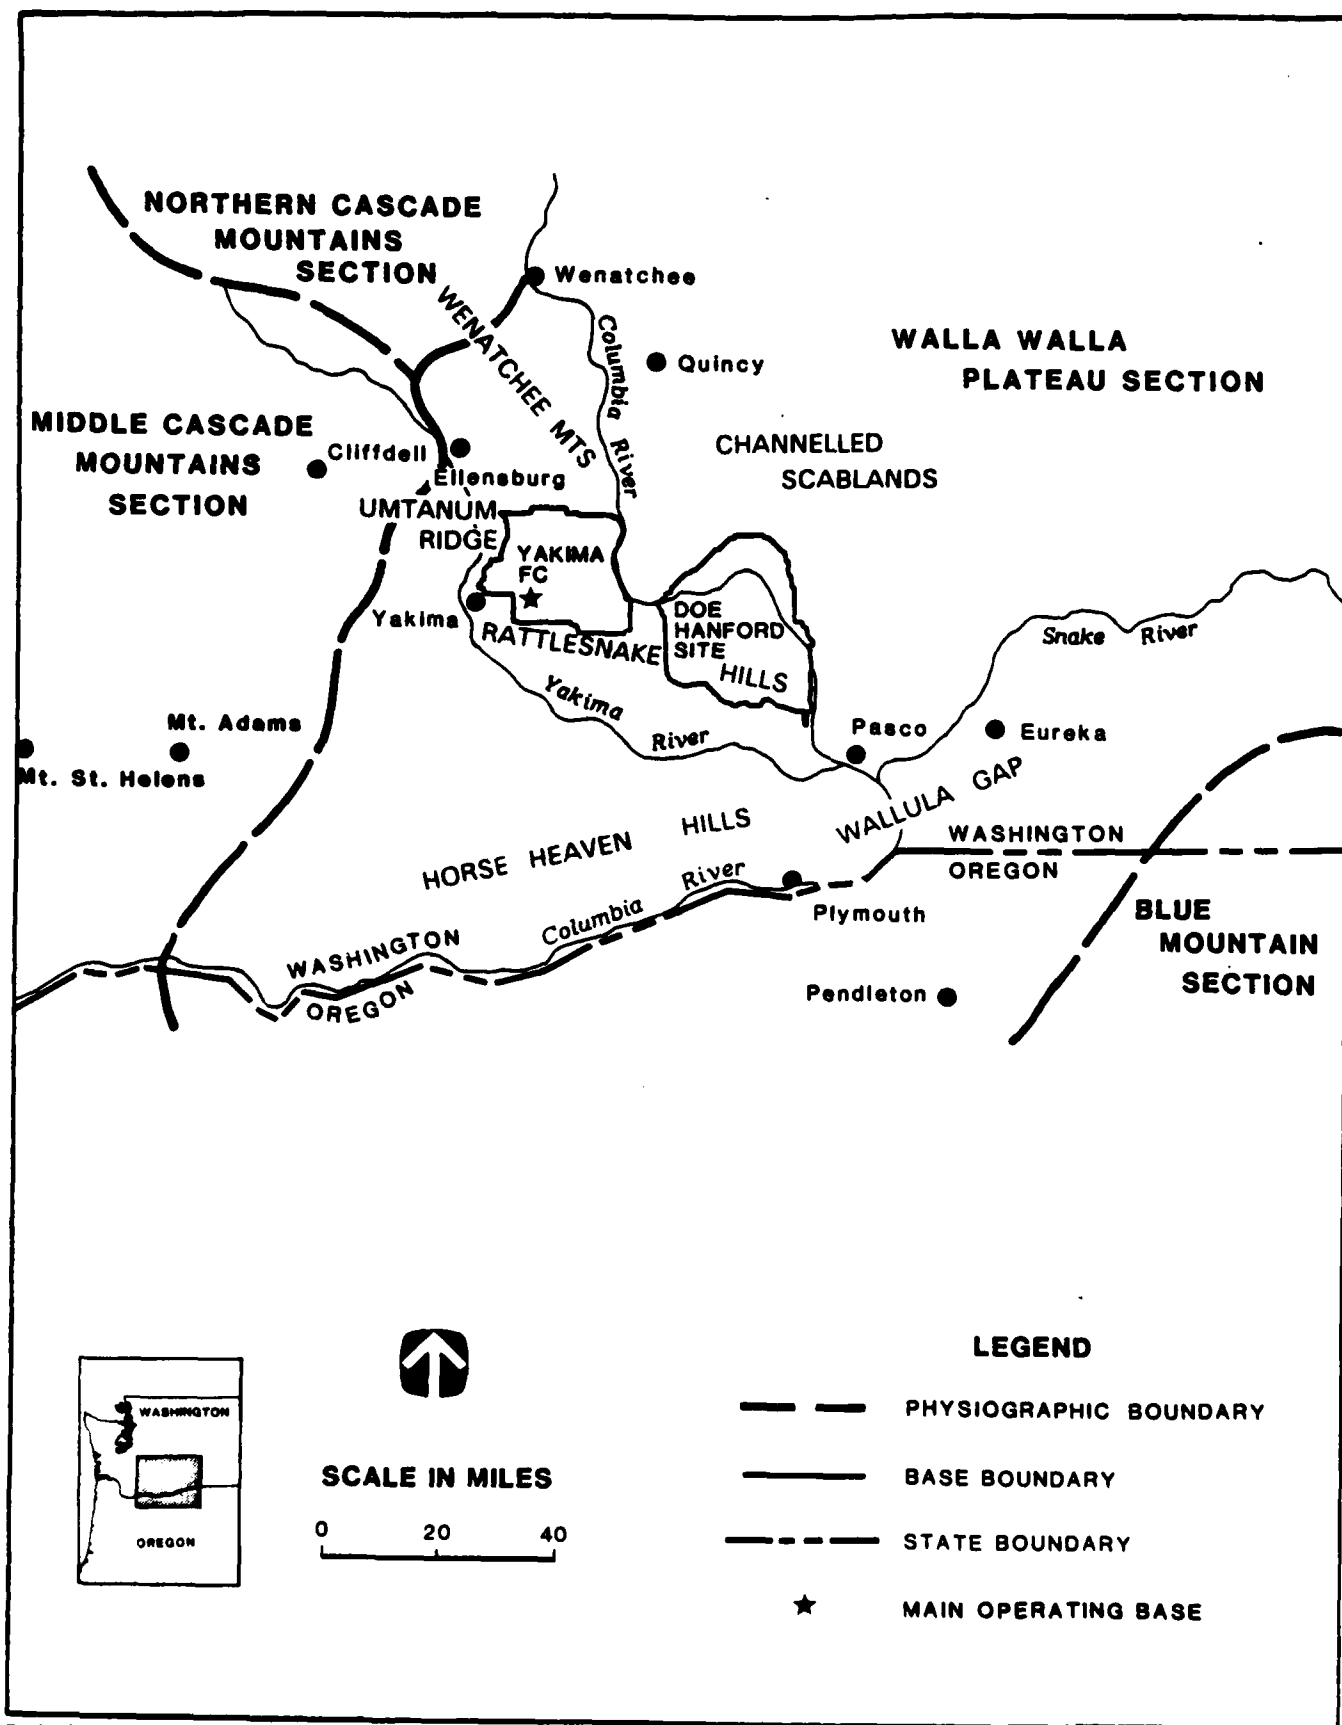 NORTHERN CASCADE
MOUNTAINS
SECTION
Wenatchee
WENATCHEE MTS
Columbia River
Quincy
WALLA WALLA
PLATEAU SECTION
MIDDLE CASCADE
MOUNTAINS
SECTION
Cliffdell
Ellensburg
CHANNELLED
SCABLANDS
UMTANUM
RIDGE
YAKIMA
FC
Yakima
DOE
HANFORD
SITE
RATTLESNAKE
HILLS
Snake River
Yakima
River
Mt. Adams
Mt. St. Helens
Pasco
Eureka
WALLULA GAP
HORSE HEAVEN HILLS
WASHINGTON
OREGON
Columbia River
Plymouth
BLUE
MOUNTAIN
SECTION
WASHINGTON
OREGON
Pendleton
LEGEND
PHYSIOGRAPHIC BOUNDARY
BASE BOUNDARY
STATE BOUNDARY
MAIN OPERATING BASE
SCALE IN MILES
0 20 40
WASHINGTON
OREGON